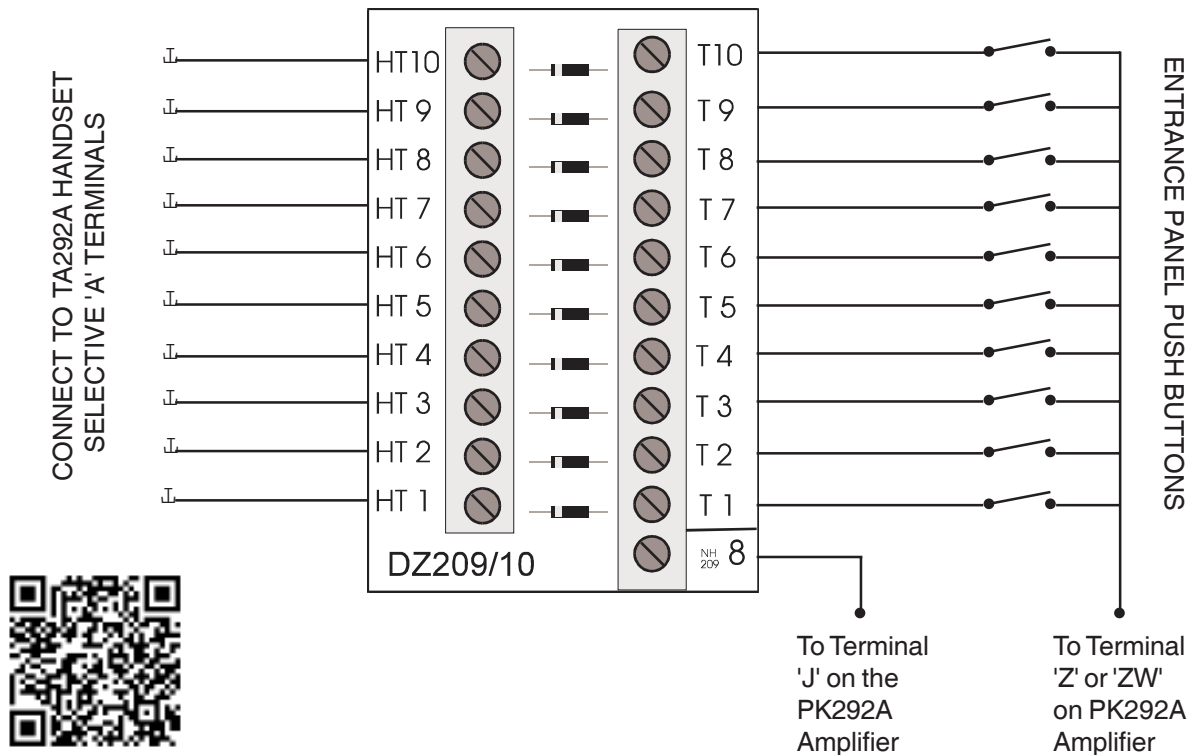 CONNECT TO TA292A HANDSET
SELECTIVE 'A' TERMINALS
HT10
HT 9
HT 8
HT 7
HT 6
HT 5
HT 4
HT 3
HT 2
HT 1
DZ209/10
T10
T 9
T 8
T 7
T 6
T 5
T 4
T 3
T 2
T 1
NH
209
8
ENTRANCE PANEL PUSH BUTTONS
To Terminal
'J' on the
PK292A
Amplifier
To Terminal
'Z' or 'ZW'
on PK292A
Amplifier